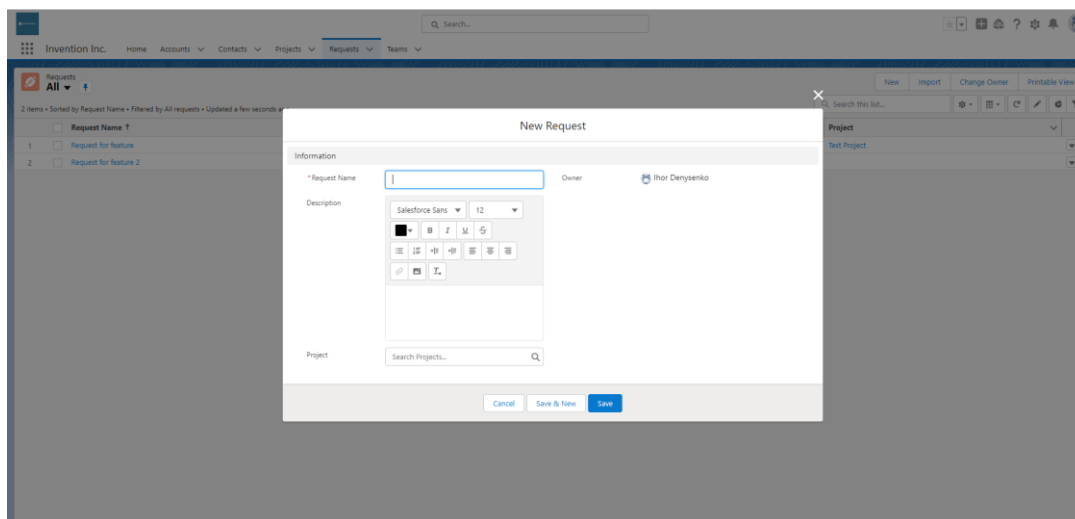 Search...
Invention Inc. Home Accounts Contacts Projects Requests Teams
Requests
All
New Import Change Owner Printable View
2 items • Sorted by Request Name • Filtered by All requests • Updated a few seconds
Search this list...
Request Name ↑ Project
1 Request for feature Test Project
2 Request for feature 2
New Request
Information
*Request Name Owner Ihor Denysenko
Description
Salesforce Sans 12
B I U S
Project Search Projects...
Cancel Save & New Save